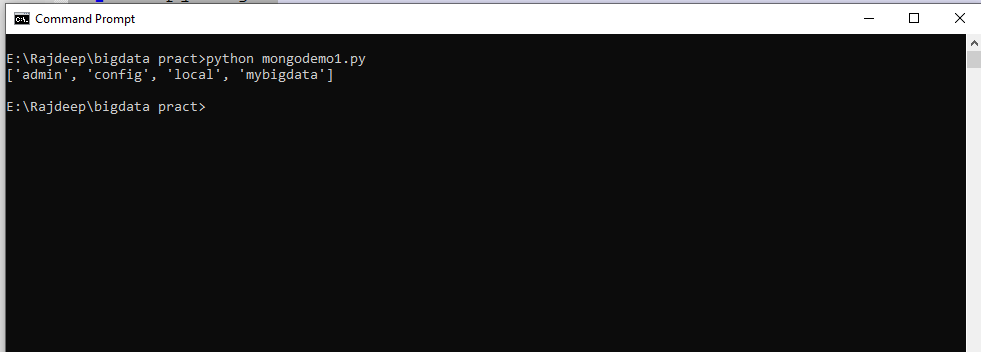 Command Prompt
E:\Rajdeep\bigdata pract>python mongodemo1.py
['admin', 'config', 'local', 'mybigdata']
E:\Rajdeep\bigdata pract>